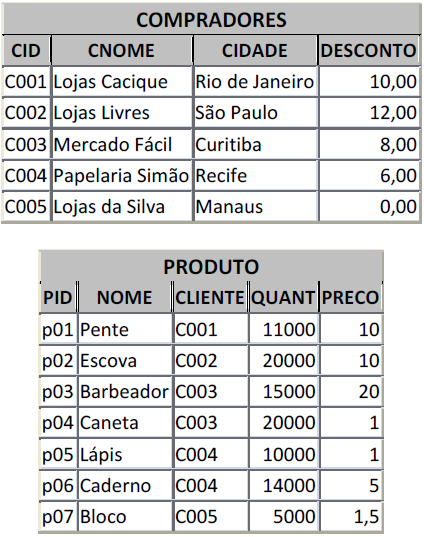 COMPRADORES
CID CNOME CIDADE DESCONTO
C001 Lojas Cacique Rio de Janeiro 10,00
C002 Lojas Livres São Paulo 12,00
C003 Mercado Fácil Curitiba 8,00
C004 Papelaria Simão Recife 6,00
C005 Lojas da Silva Manaus 0,00
PRODUTO
PID NOME CLIENTE QUANT PRECO
p01 Pente C001 11000 10
p02 Escova C002 20000 10
p03 Barbeador C003 15000 20
p04 Caneta C003 20000 1
p05 Lápis C004 10000 1
p06 Caderno C004 14000 5
p07 Bloco C005 5000 1,5